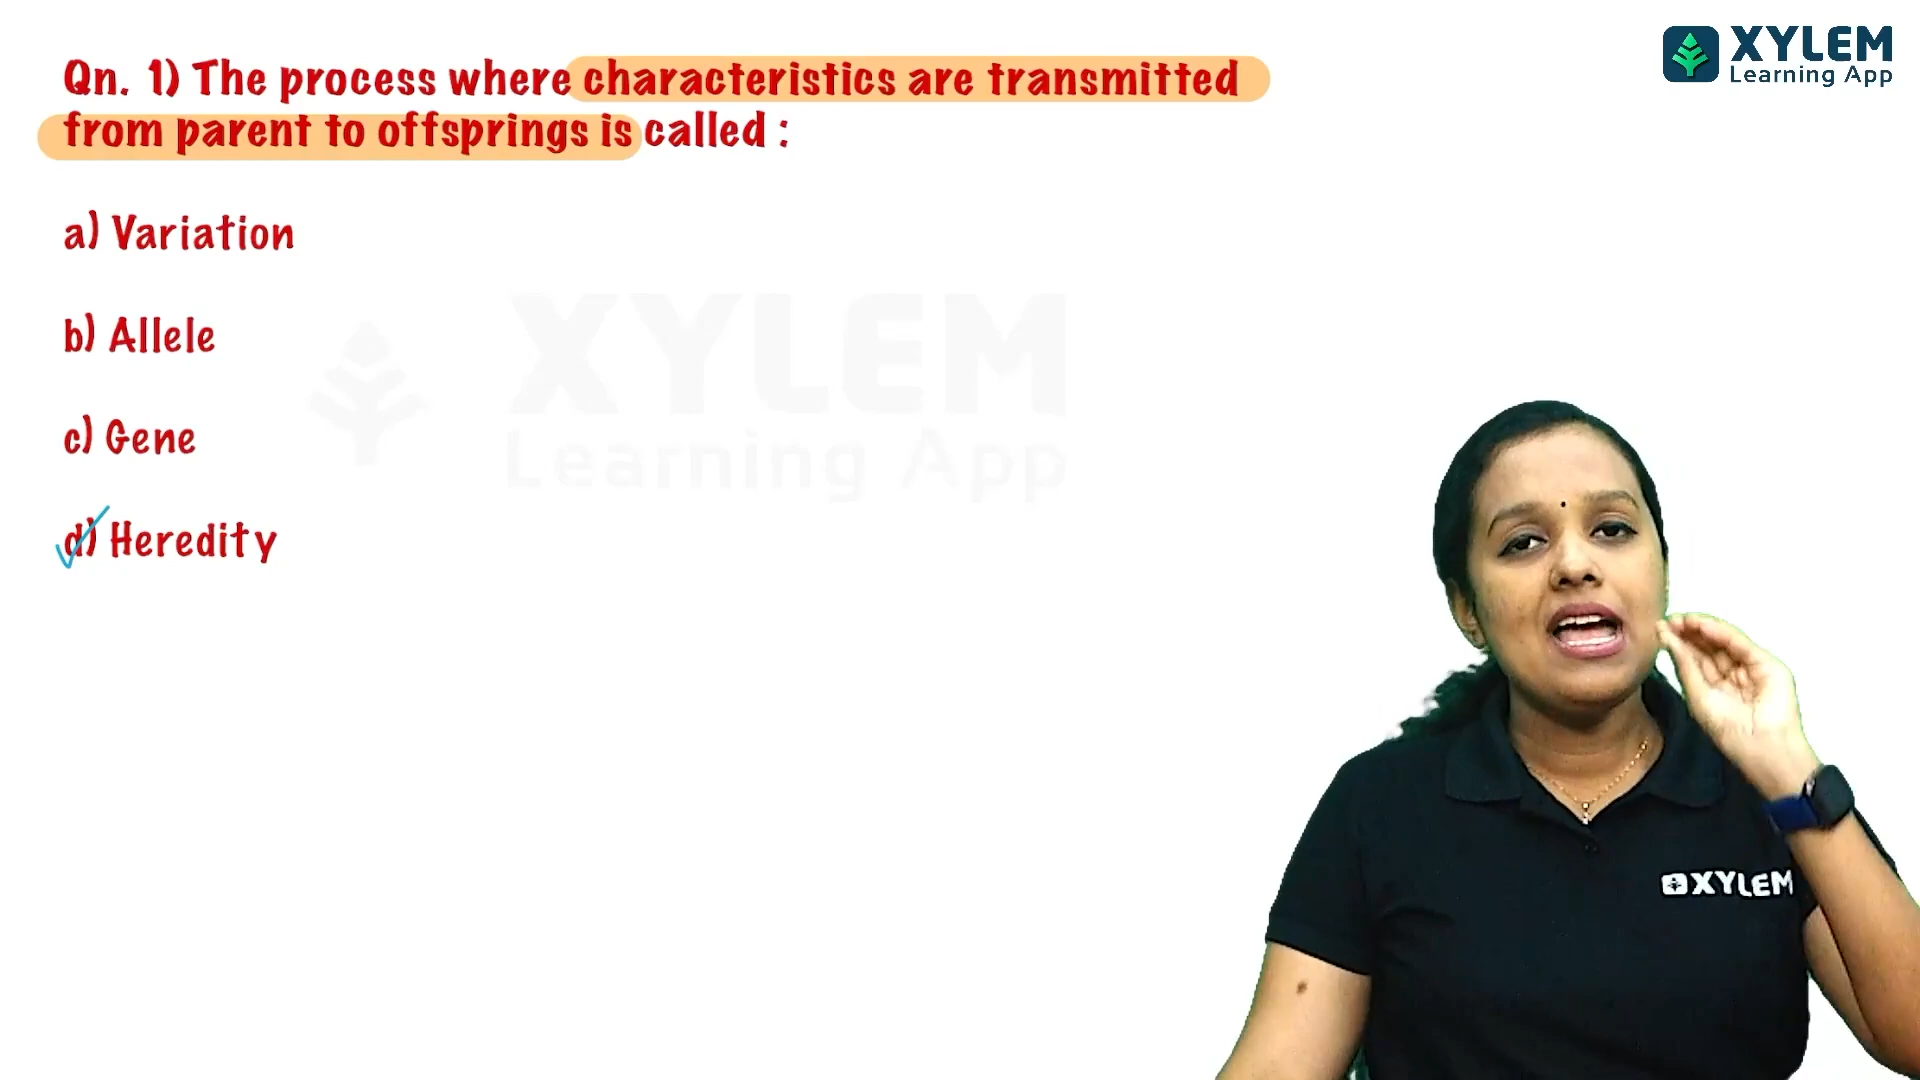 XYLEM
Learning App
Qn. 1) The process where characteristics are transmitted
from parent to offsprings is called :
a) Variation
b) Allele
c) Gene
d) Heredity
XYLEM
Learning App
XYLEM